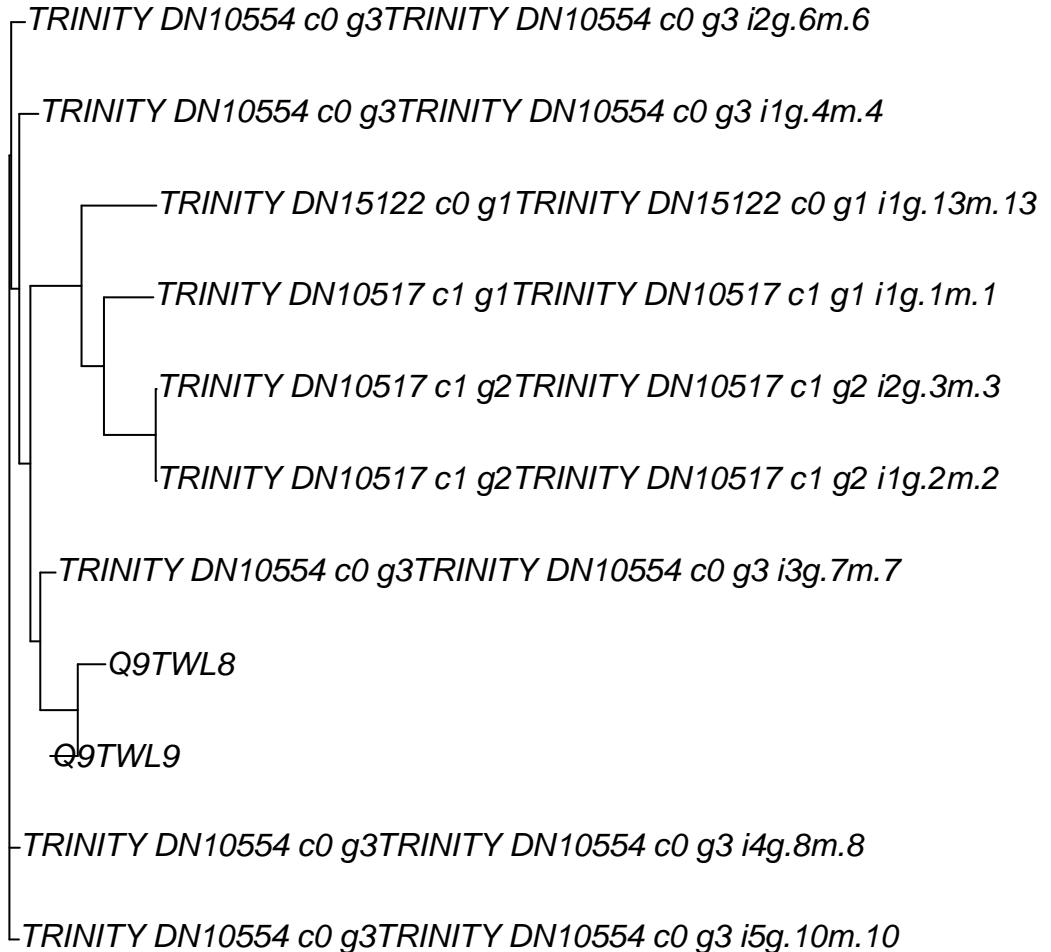 TRINITY DN10554 c0 g3TRINITY DN10554 c0 g3 i2g.6m.6
TRINITY DN10554 c0 g3TRINITY DN10554 c0 g3 i1g.4m.4
TRINITY DN15122 c0 g1TRINITY DN15122 c0 g1 i1g.13m.13
TRINITY DN10517 c1 g1TRINITY DN10517 c1 g1 i1g.1m.1
TRINITY DN10517 c1 g2TRINITY DN10517 c1 g2 i2g.3m.3
TRINITY DN10517 c1 g2TRINITY DN10517 c1 g2 i1g.2m.2
TRINITY DN10554 c0 g3TRINITY DN10554 c0 g3 i3g.7m.7
Q9TWL8
Q9TWL9
TRINITY DN10554 c0 g3TRINITY DN10554 c0 g3 i4g.8m.8
TRINITY DN10554 c0 g3TRINITY DN10554 c0 g3 i5g.10m.10